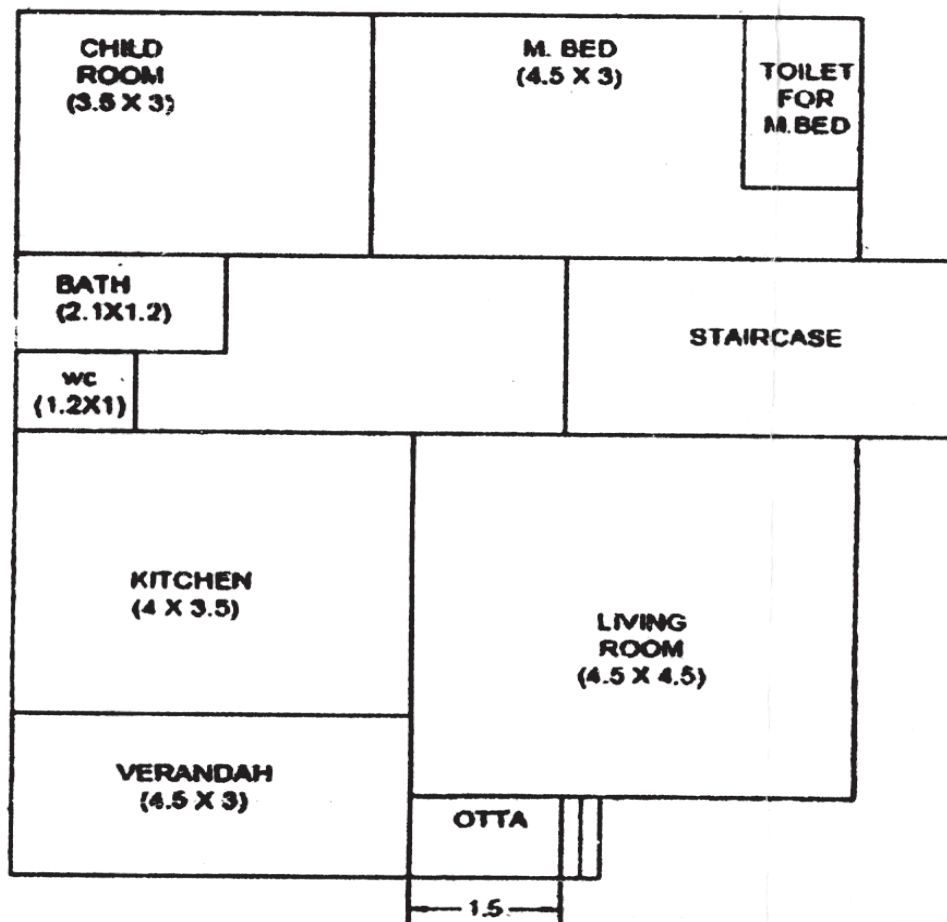 CHILD
ROOM
(3.5 X 3)
M. BED
(4.5 X 3)
TOILET
FOR
M.BED
BATH
(2.1X1.2)
STAIRCASE
WC
(1.2X1)
KITCHEN
(4 X 3.5)
LIVING
ROOM
(4.5 X 4.5)
VERANDAH
(4.5 X 3)
OTTA
1.5